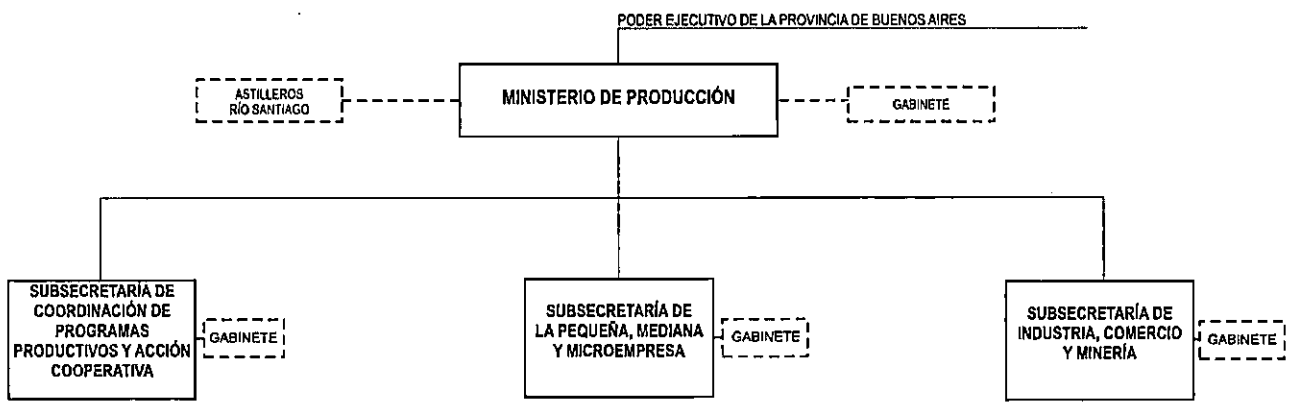 PODER EJECUTIVO DE LA PROVINCIA DE BUENOS AIRES
ASTILLEROS
RÍO SANTIAGO
MINISTERIO DE PRODUCCIÓN
GABINETE
SUBSECRETARÍA DE
COORDINACIÓN DE
PROGRAMAS
PRODUCTIVOS Y ACCIÓN
COOPERATIVA
GABINETE
SUBSECRETARÍA DE
LA PEQUEÑA, MEDIANA
Y MICROEMPRESA
GABINETE
SUBSECRETARÍA DE
INDUSTRIA, COMERCIO
Y MINERÍA
GABINETE